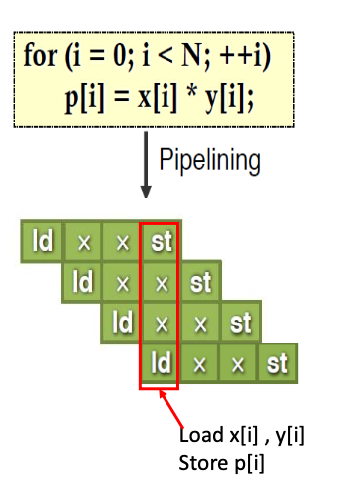 for (i = 0; i < N; ++i)
p[i] = x[i] * y[i];
Pipelining
ld × × st
ld × × st
ld × × st
ld × × st
Load x[i] , y[i]
Store p[i]